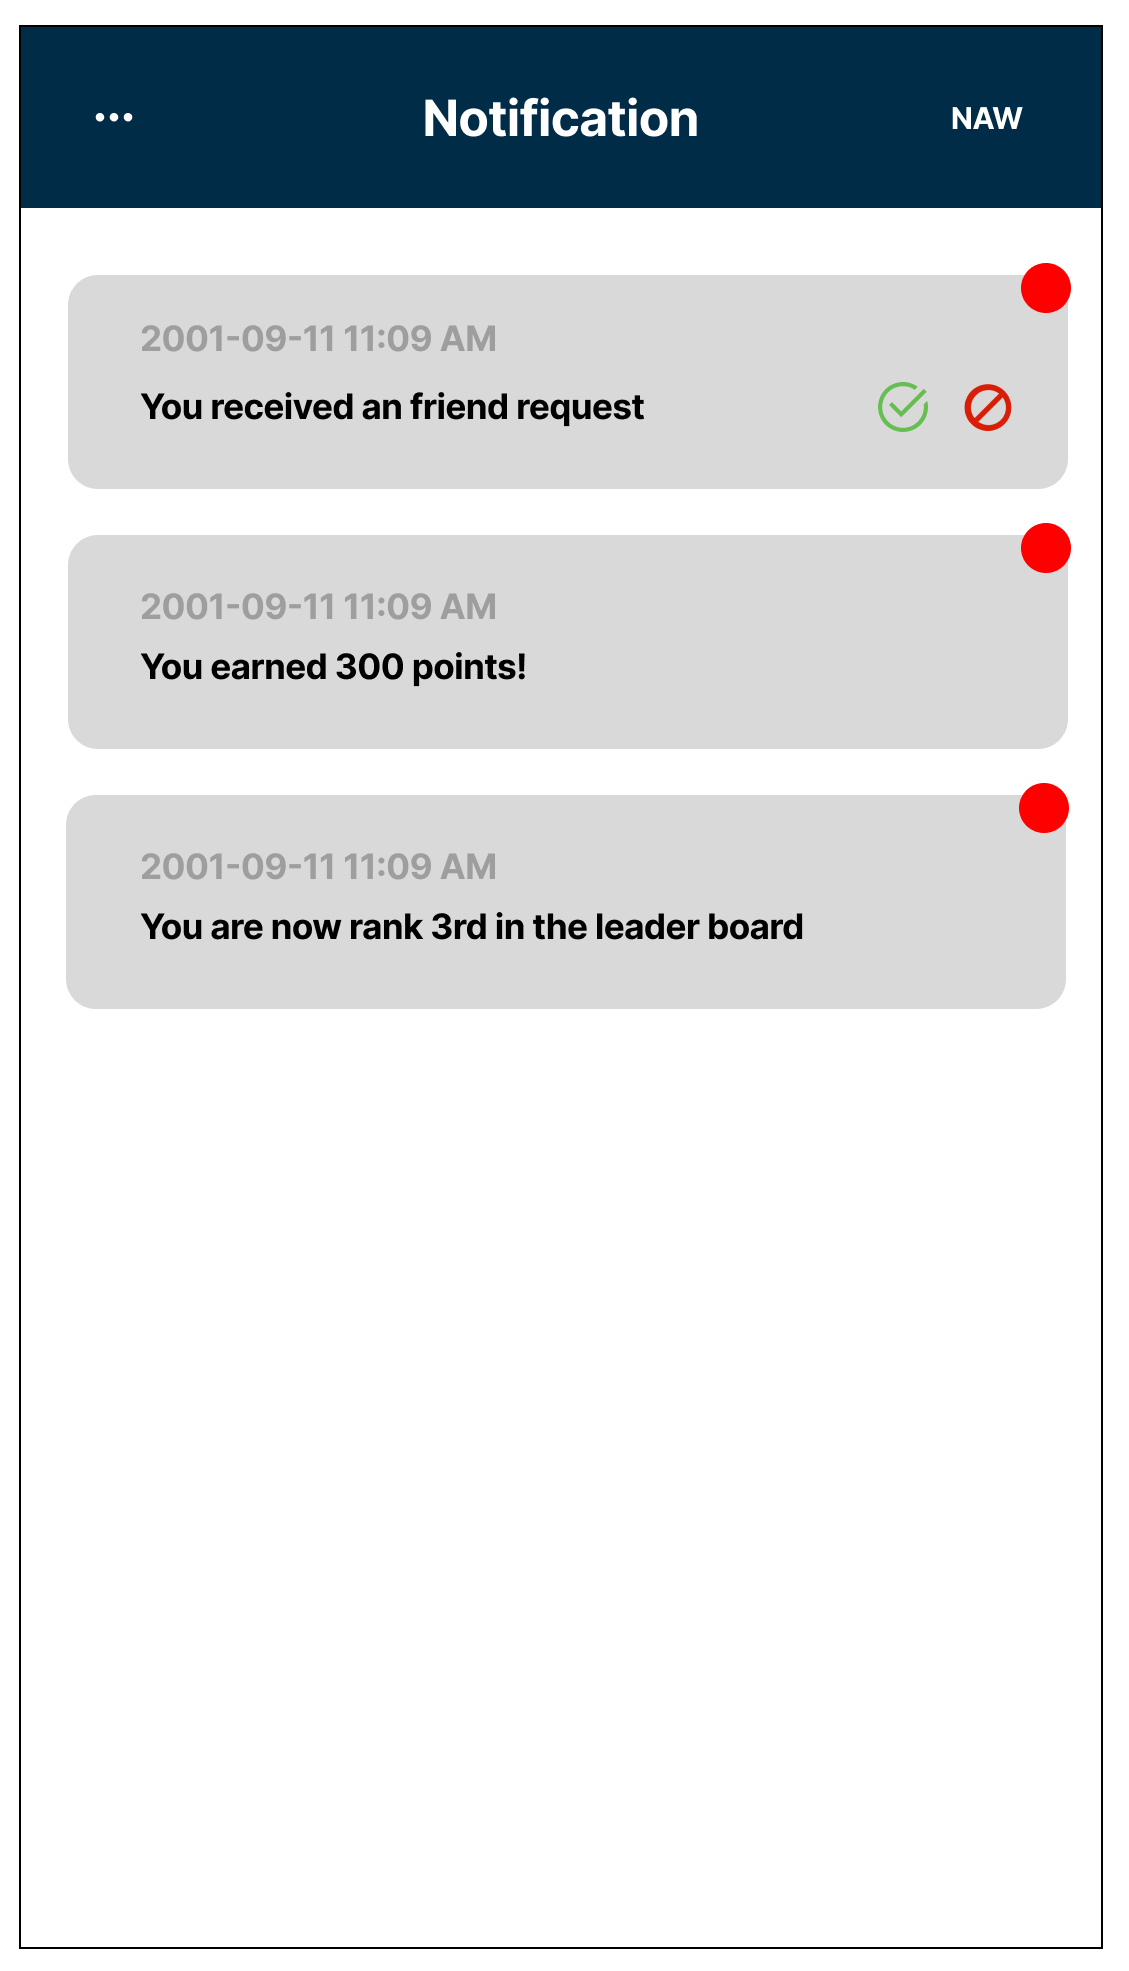 Notification
NAW
2001-09-11 11:09 AM
You received an friend request
2001-09-11 11:09 AM
You earned 300 points!
2001-09-11 11:09 AM
You are now rank 3rd in the leader board